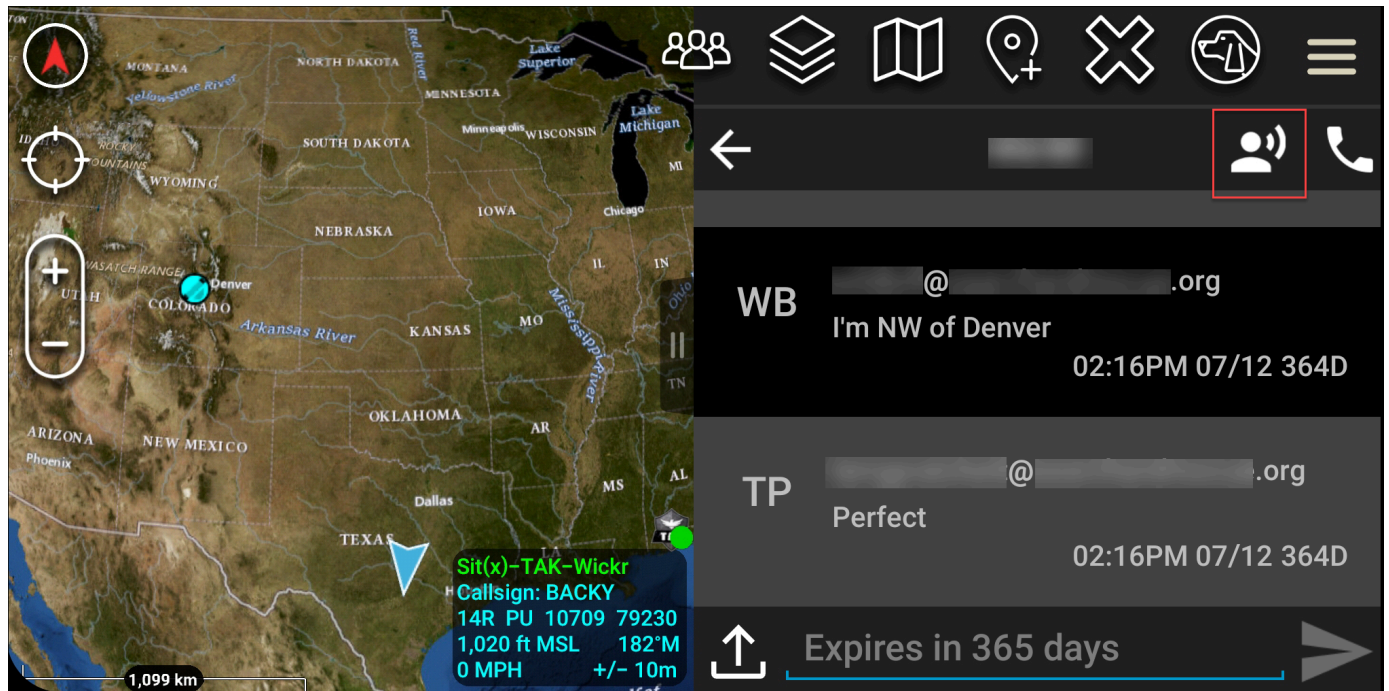 MONTANA
Yellowstone River
NORTH DAKOTA
Red River
Lake
Superior
MINNESOTA
Lake
Michigan
Minneapolis
WISCONSIN
ROCKY
MOUNTAINS
SOUTH DAKOTA
MI
WYOMING
IOWA
Chicago
NEBRASKA
WASATCH RANGE
IL
IN
Ohio
UTAH
Denver
COLORADO
Arkansas River
KANSAS
MO
Mississippi River
TN
OKLAHOMA
AR
ARIZONA
NEW MEXICO
Phoenix
MS
AL
Dallas
TEXAS
LA
Sit(x)-TAK-Wickr
Callsign: BACKY
14R PU 10709 79230
1,020 ft MSL 182°M
0 MPH +/- 10m
1,099 km
WB
@ .org
I'm NW of Denver
02:16PM 07/12 364D
TP
@ .org
Perfect
02:16PM 07/12 364D
Expires in 365 days